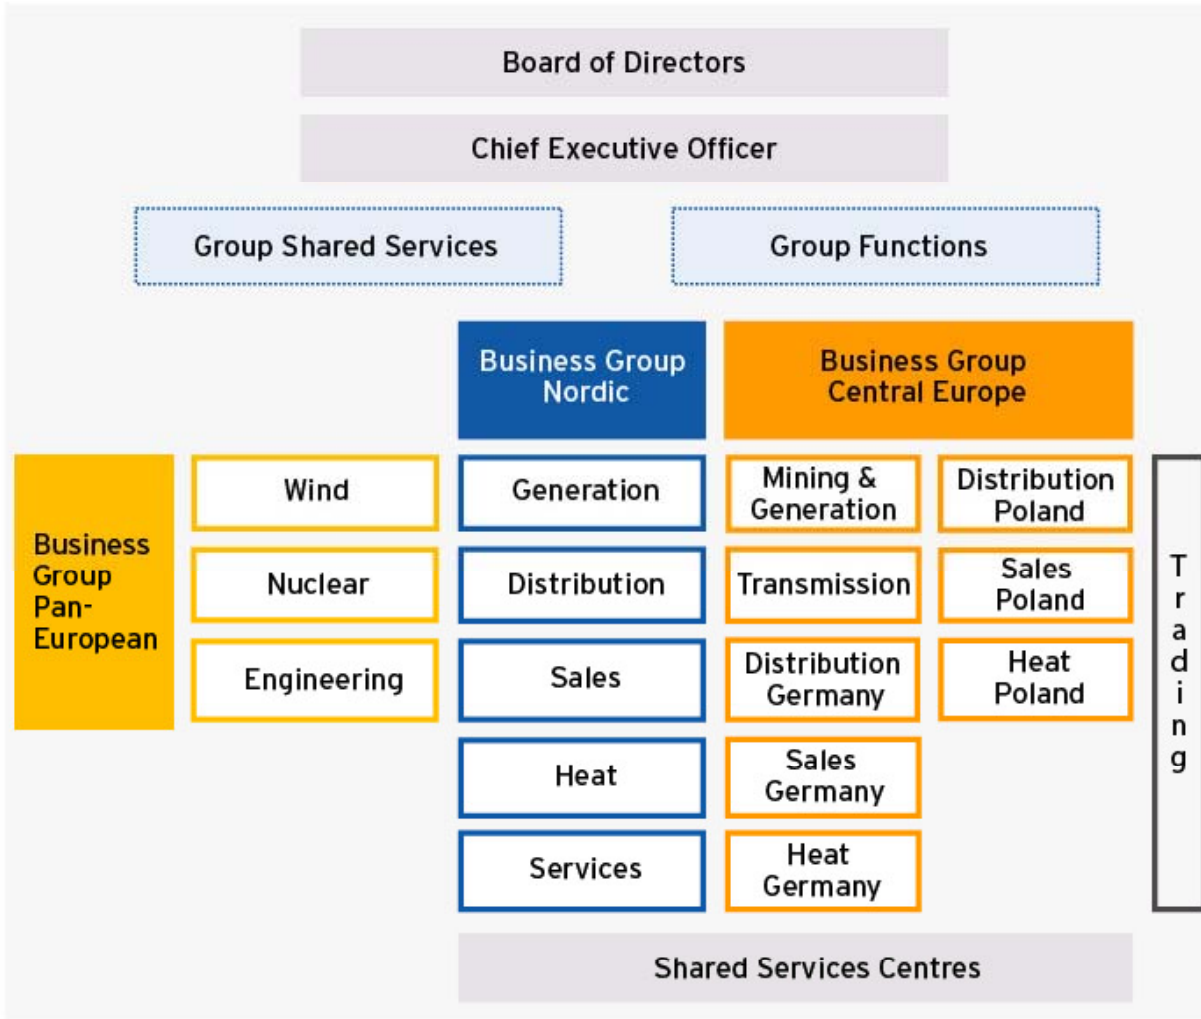 Board of Directors
Chief Executive Officer
Group Shared Services
Group Functions
Business Group
Nordic
Business Group
Central Europe
Business
Group
Pan-
European
Wind
Nuclear
Engineering
Generation
Distribution
Sales
Heat
Services
Mining &
Generation
Transmission
Distribution
Germany
Sales
Germany
Heat
Germany
Distribution
Poland
Sales
Poland
Heat
Poland
Trading
Shared Services Centres